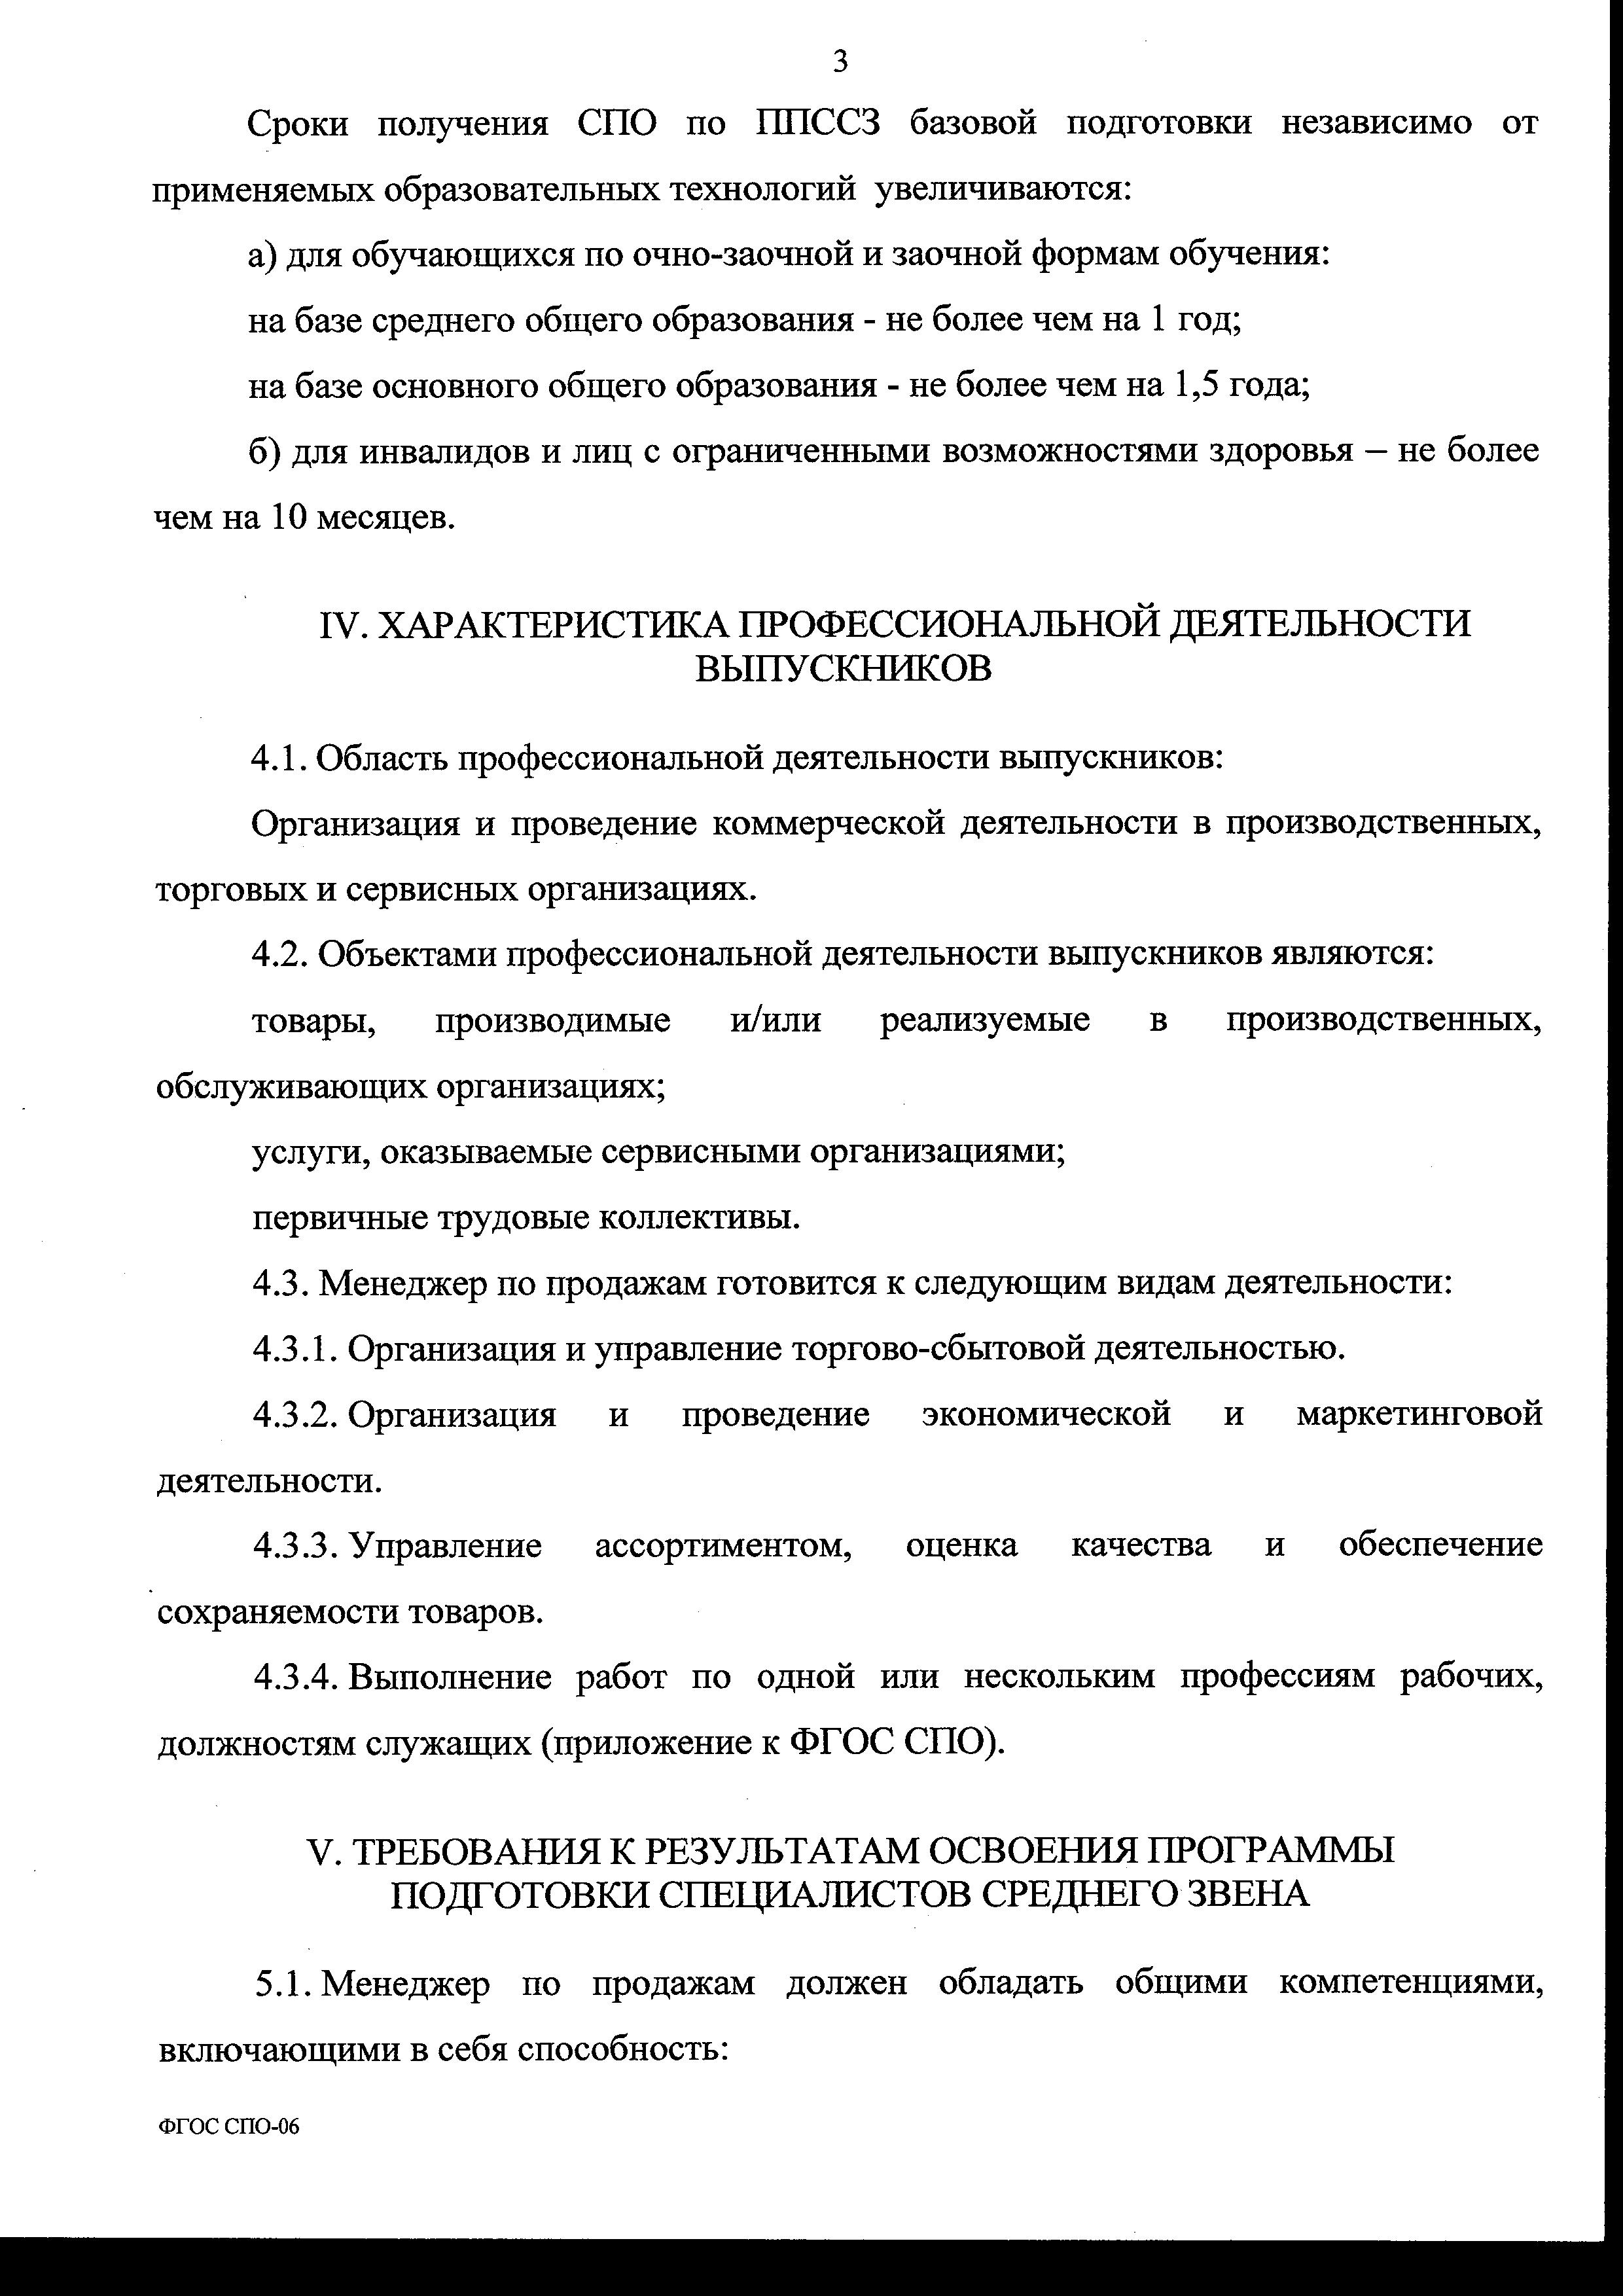 3
Сроки получения СПО по ППССЗ базовой подготовки независимо от
применяемых образовательных технологий увеличиваются:
а) для обучающихся по очно-заочной и заочной формам обучения:
на базе среднего общего образования - не более чем на 1 год;
на базе основного общего образования - не более чем на 1,5 года;
б) для инвалидов и лиц с ограниченными возможностями здоровья – не более
чем на 10 месяцев.
IV. ХАРАКТЕРИСТИКА ПРОФЕССИОНАЛЬНОЙ ДЕЯТЕЛЬНОСТИ
ВЫПУСКНИКОВ
4.1. Область профессиональной деятельности выпускников:
Организация и проведение коммерческой деятельности в производственных,
торговых и сервисных организациях.
4.2. Объектами профессиональной деятельности выпускников являются:
товары, производимые и/или реализуемые в производственных,
обслуживающих организациях;
услуги, оказываемые сервисными организациями;
первичные трудовые коллективы.
4.3. Менеджер по продажам готовится к следующим видам деятельности:
4.3.1. Организация и управление торгово-сбытовой деятельностью.
4.3.2. Организация и проведение экономической и маркетинговой
деятельности.
4.3.3. Управление ассортиментом, оценка качества и обеспечение
сохраняемости товаров.
4.3.4. Выполнение работ по одной или нескольким профессиям рабочих,
должностям служащих (приложение к ФГОС СПО).
V. ТРЕБОВАНИЯ К РЕЗУЛЬТАТАМ ОСВОЕНИЯ ПРОГРАММЫ
ПОДГОТОВКИ СПЕЦИАЛИСТОВ СРЕДНЕГО ЗВЕНА
5.1. Менеджер по продажам должен обладать общими компетенциями,
включающими в себя способность:
ФГОС СПО-06